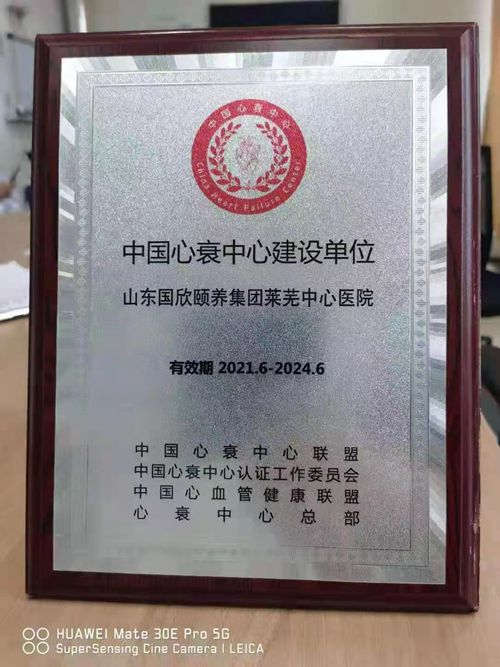 中国心衰中心
China Heart Failure Center
中国心衰中心建设单位
山东国欣颐养集团莱芜中心医院
有效期 2021.6-2024.6
中国心衰中心联盟
中国心衰中心认证工作委员会
中国心血管健康联盟
心衰中心总部
HUAWEI Mate 30E Pro 5G
SuperSensing Cine Camera | LEICA